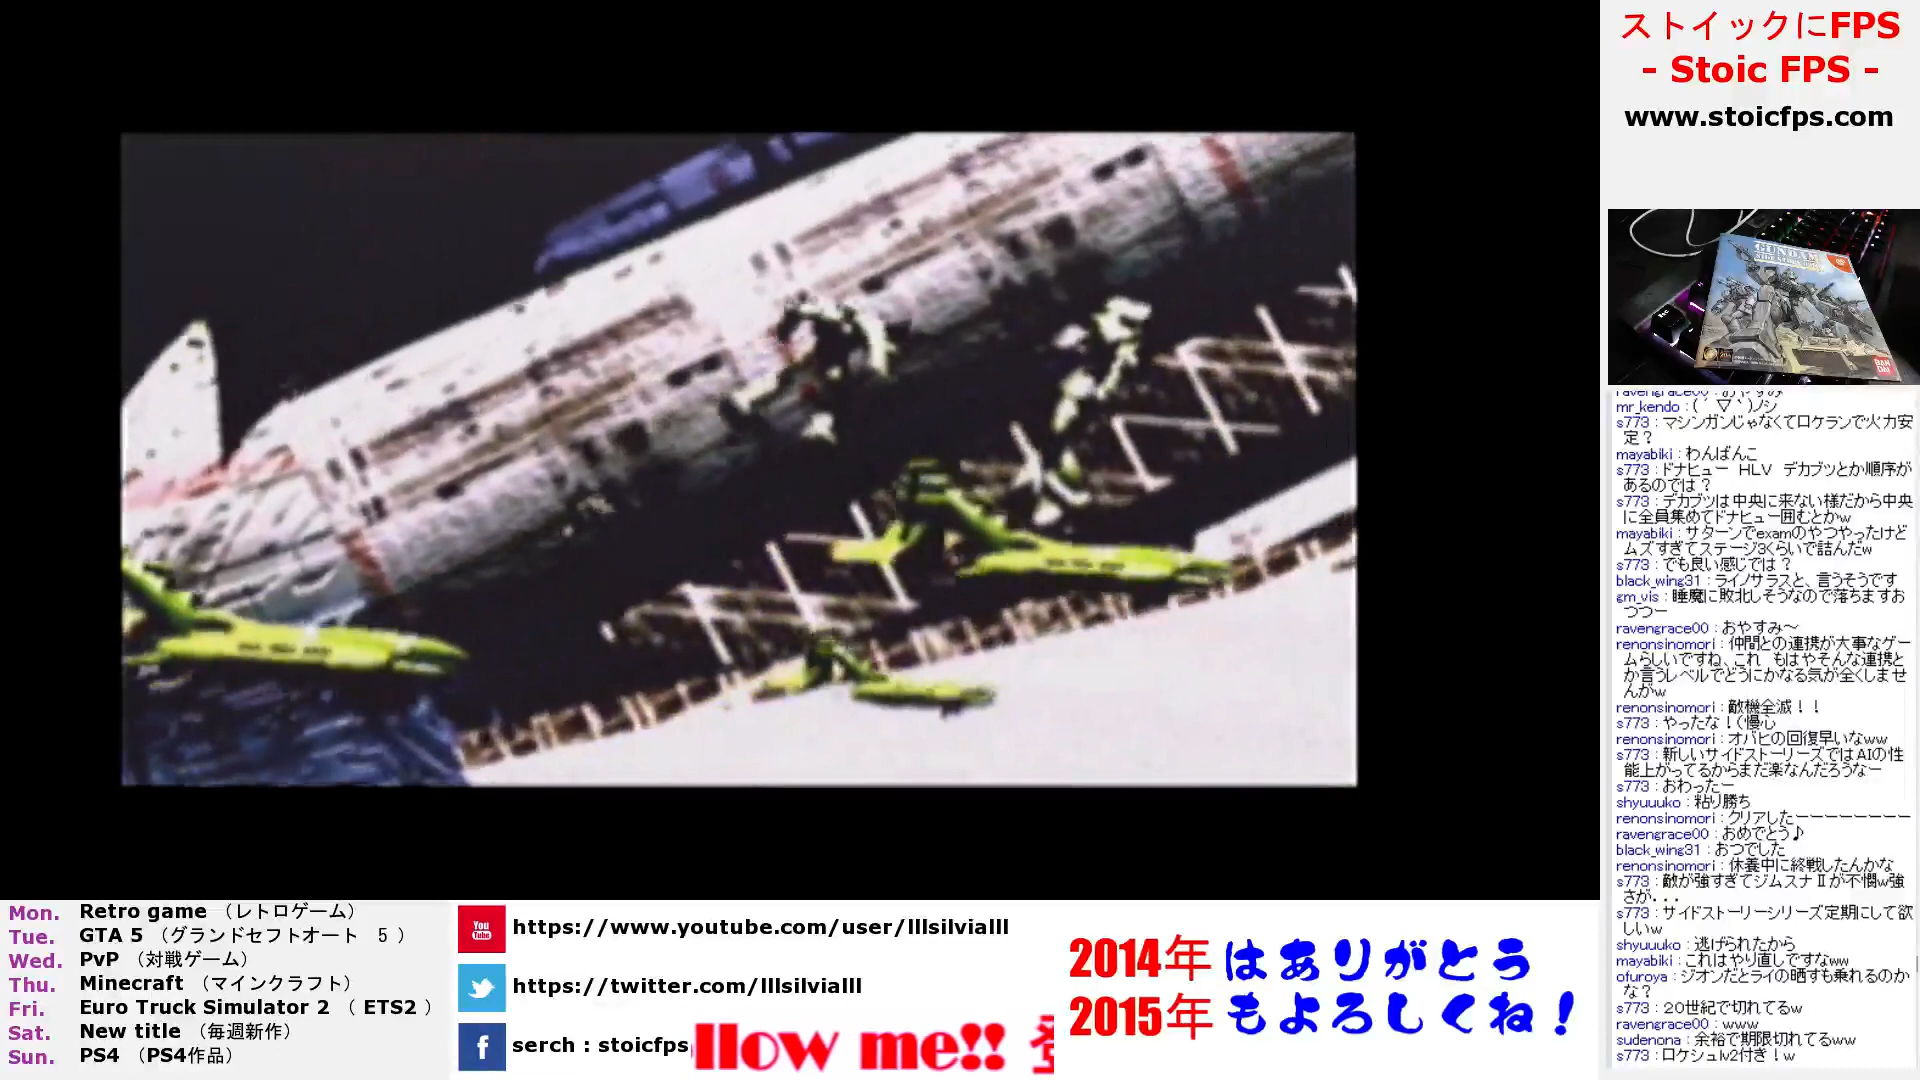 ストイックにFPS
- Stoic FPS -
www.stoicfps.com
GUNDAM
BAN
DAI
mr_kendo : ( ´ ▽ ` )ノシ
s773 : マシンガンじゃなくてロケランで火力安
定？
mayabiki : わんばんこ
s773 : ドナヒュー　HLV　デカブツとか順序が
あるのでは？
s773 : デカブツは中央に来ない様だから中央
に全員集めてドナヒュー囲むとかw
mayabiki : サターンでexamのやつやったけど
ムズすぎてステージ3くらいで詰んだw
s773 : でも良い感じでは？
black_wing31 : ライノサラスと、言うそうです
gm_vis : 睡魔に敗北しそうなので落ちますお
つつー
ravengrace00 : おやすみ～
renonsinomori : 仲間との連携が大事なゲー
ムらしいですね、これ　もはやそんな連携と
か言うレベルでどうにかなる気が全くしませ
んがw
renonsinomori : 敵機全滅！！
s773 : やったな！(慢心
renonsinomori : オバヒの回復早いなww
s773 : 新しいサイドストーリーズではAIの性
能上がってるからまだ楽なんだろうなー
s773 : おわったー
shyuuuko : 粘り勝ち
renonsinomori : クリアしたーーーーーーーー
ravengrace00 : おめでとう♪
black_wing31 : おつでした
renonsinomori : 休養中に終戦したんかな
s773 : 敵が強すぎてジムスナⅡが不憫w強
さが．．．
s773 : サイドストーリーシリーズ定期にして欲
しいw
shyuuuko : 逃げられたから
mayabiki : これはやり直しですなww
ofuroya : ジオンだとライの晒すも乗れるのか
な？
s773 : 20世紀で切れてるw
ravengrace00 : www
sudenona : 余裕で期限切れてるww
s773 : ロケシュlv2付き！w
Mon. Retro game （レトロゲーム）
Tue. GTA 5 （グランドセフトオート　5 ）
Wed. PvP （対戦ゲーム）
Thu. Minecraft （マインクラフト）
Fri. Euro Truck Simulator 2 （ ETS2 ）
Sat. New title （毎週新作）
Sun. PS4 （PS4作品）
You
Tube
https://www.youtube.com/user/lllsilvialll
https://twitter.com/lllsilvialll
f
serch : stoicfps
llow me!!
2014年 はありがとう
2015年 もよろしくね！